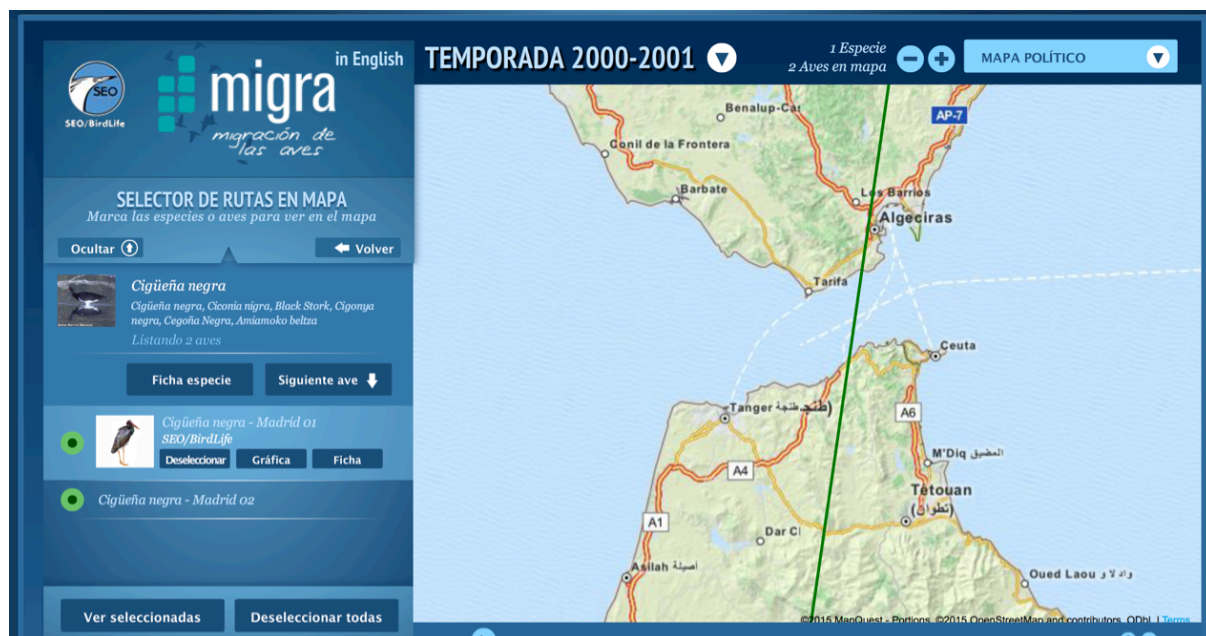 in English
SEO
SEO/BirdLife
migra
migración de
las aves
SELECTOR DE RUTAS EN MAPA
Marca las especies o aves para ver en el mapa
Ocultar
Volver
Cigüeña negra
Cigüeña negra, Ciconia nigra, Black Stork, Cigonya
negra, Cegoña Negra, Amiamoko beltza
Listando 2 aves
Ficha especie
Siguiente ave
Cigüeña negra - Madrid 01
SEO/BirdLife
Deseleccionar
Gráfica
Ficha
Cigüeña negra - Madrid 02
Ver seleccionadas
Deseleccionar todas
TEMPORADA 2000-2001
1 Especie
2 Aves en mapa
MAPA POLÍTICO
Benalup-Cas
AP-7
Conil de la Frontera
Barbate
Los Barrios
Algeciras
Tarifa
Ceuta
Tanger طنجة
A6
M'Diq المضيق
A4
Tétouan
(تطوان)
A1
Dar C
Asilah أصيلة
Oued Laou واد لاو
©2015 MapQuest - Portions, ©2015 OpenStreetMap and contributors, ODbL | Terms